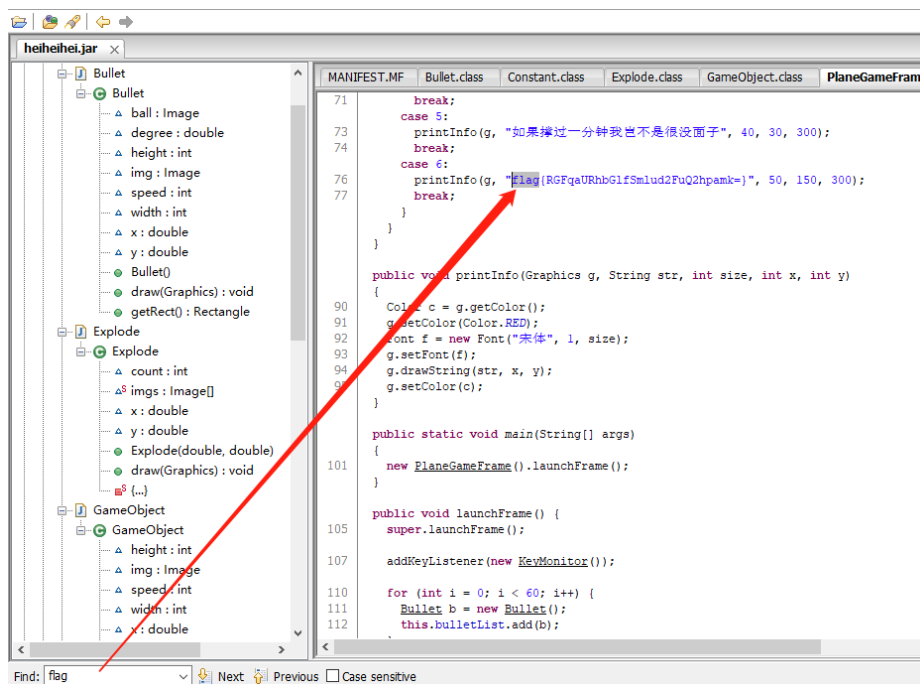 heiheihei.jar
Bullet
Bullet
ball : Image
degree : double
height : int
img : Image
speed : int
width : int
x : double
y : double
Bullet()
draw(Graphics) : void
getRect() : Rectangle
Explode
Explode
count : int
imgs : Image[]
x : double
y : double
Explode(double, double)
draw(Graphics) : void
{...}
GameObject
GameObject
height : int
img : Image
speed : int
width : int
x : double
MANIFEST.MF Bullet.class Constant.class Explode.class GameObject.class PlaneGameFram
71 break;
case 5:
73 printInfo(g, "如果撑过一分钟我岂不是很没面子", 40, 30, 300);
74 break;
case 6:
76 printInfo(g, "flag{RGFqaURhbGlfSmlud2FuQ2hpamk=}", 50, 150, 300);
77 break;
}
}
}
public void printInfo(Graphics g, String str, int size, int x, int y)
{
90 Color c = g.getColor();
91 g.setColor(Color.RED);
92 Font f = new Font("宋体", 1, size);
93 g.setFont(f);
94 g.drawString(str, x, y);
95 g.setColor(c);
}
public static void main(String[] args)
{
101 new PlaneGameFrame().launchFrame();
}
public void launchFrame() {
105 super.launchFrame();
107 addKeyListener(new KeyMonitor());
110 for (int i = 0; i < 60; i++) {
111 Bullet b = new Bullet();
112 this.bulletList.add(b);
Find: flag Next Previous Case sensitive